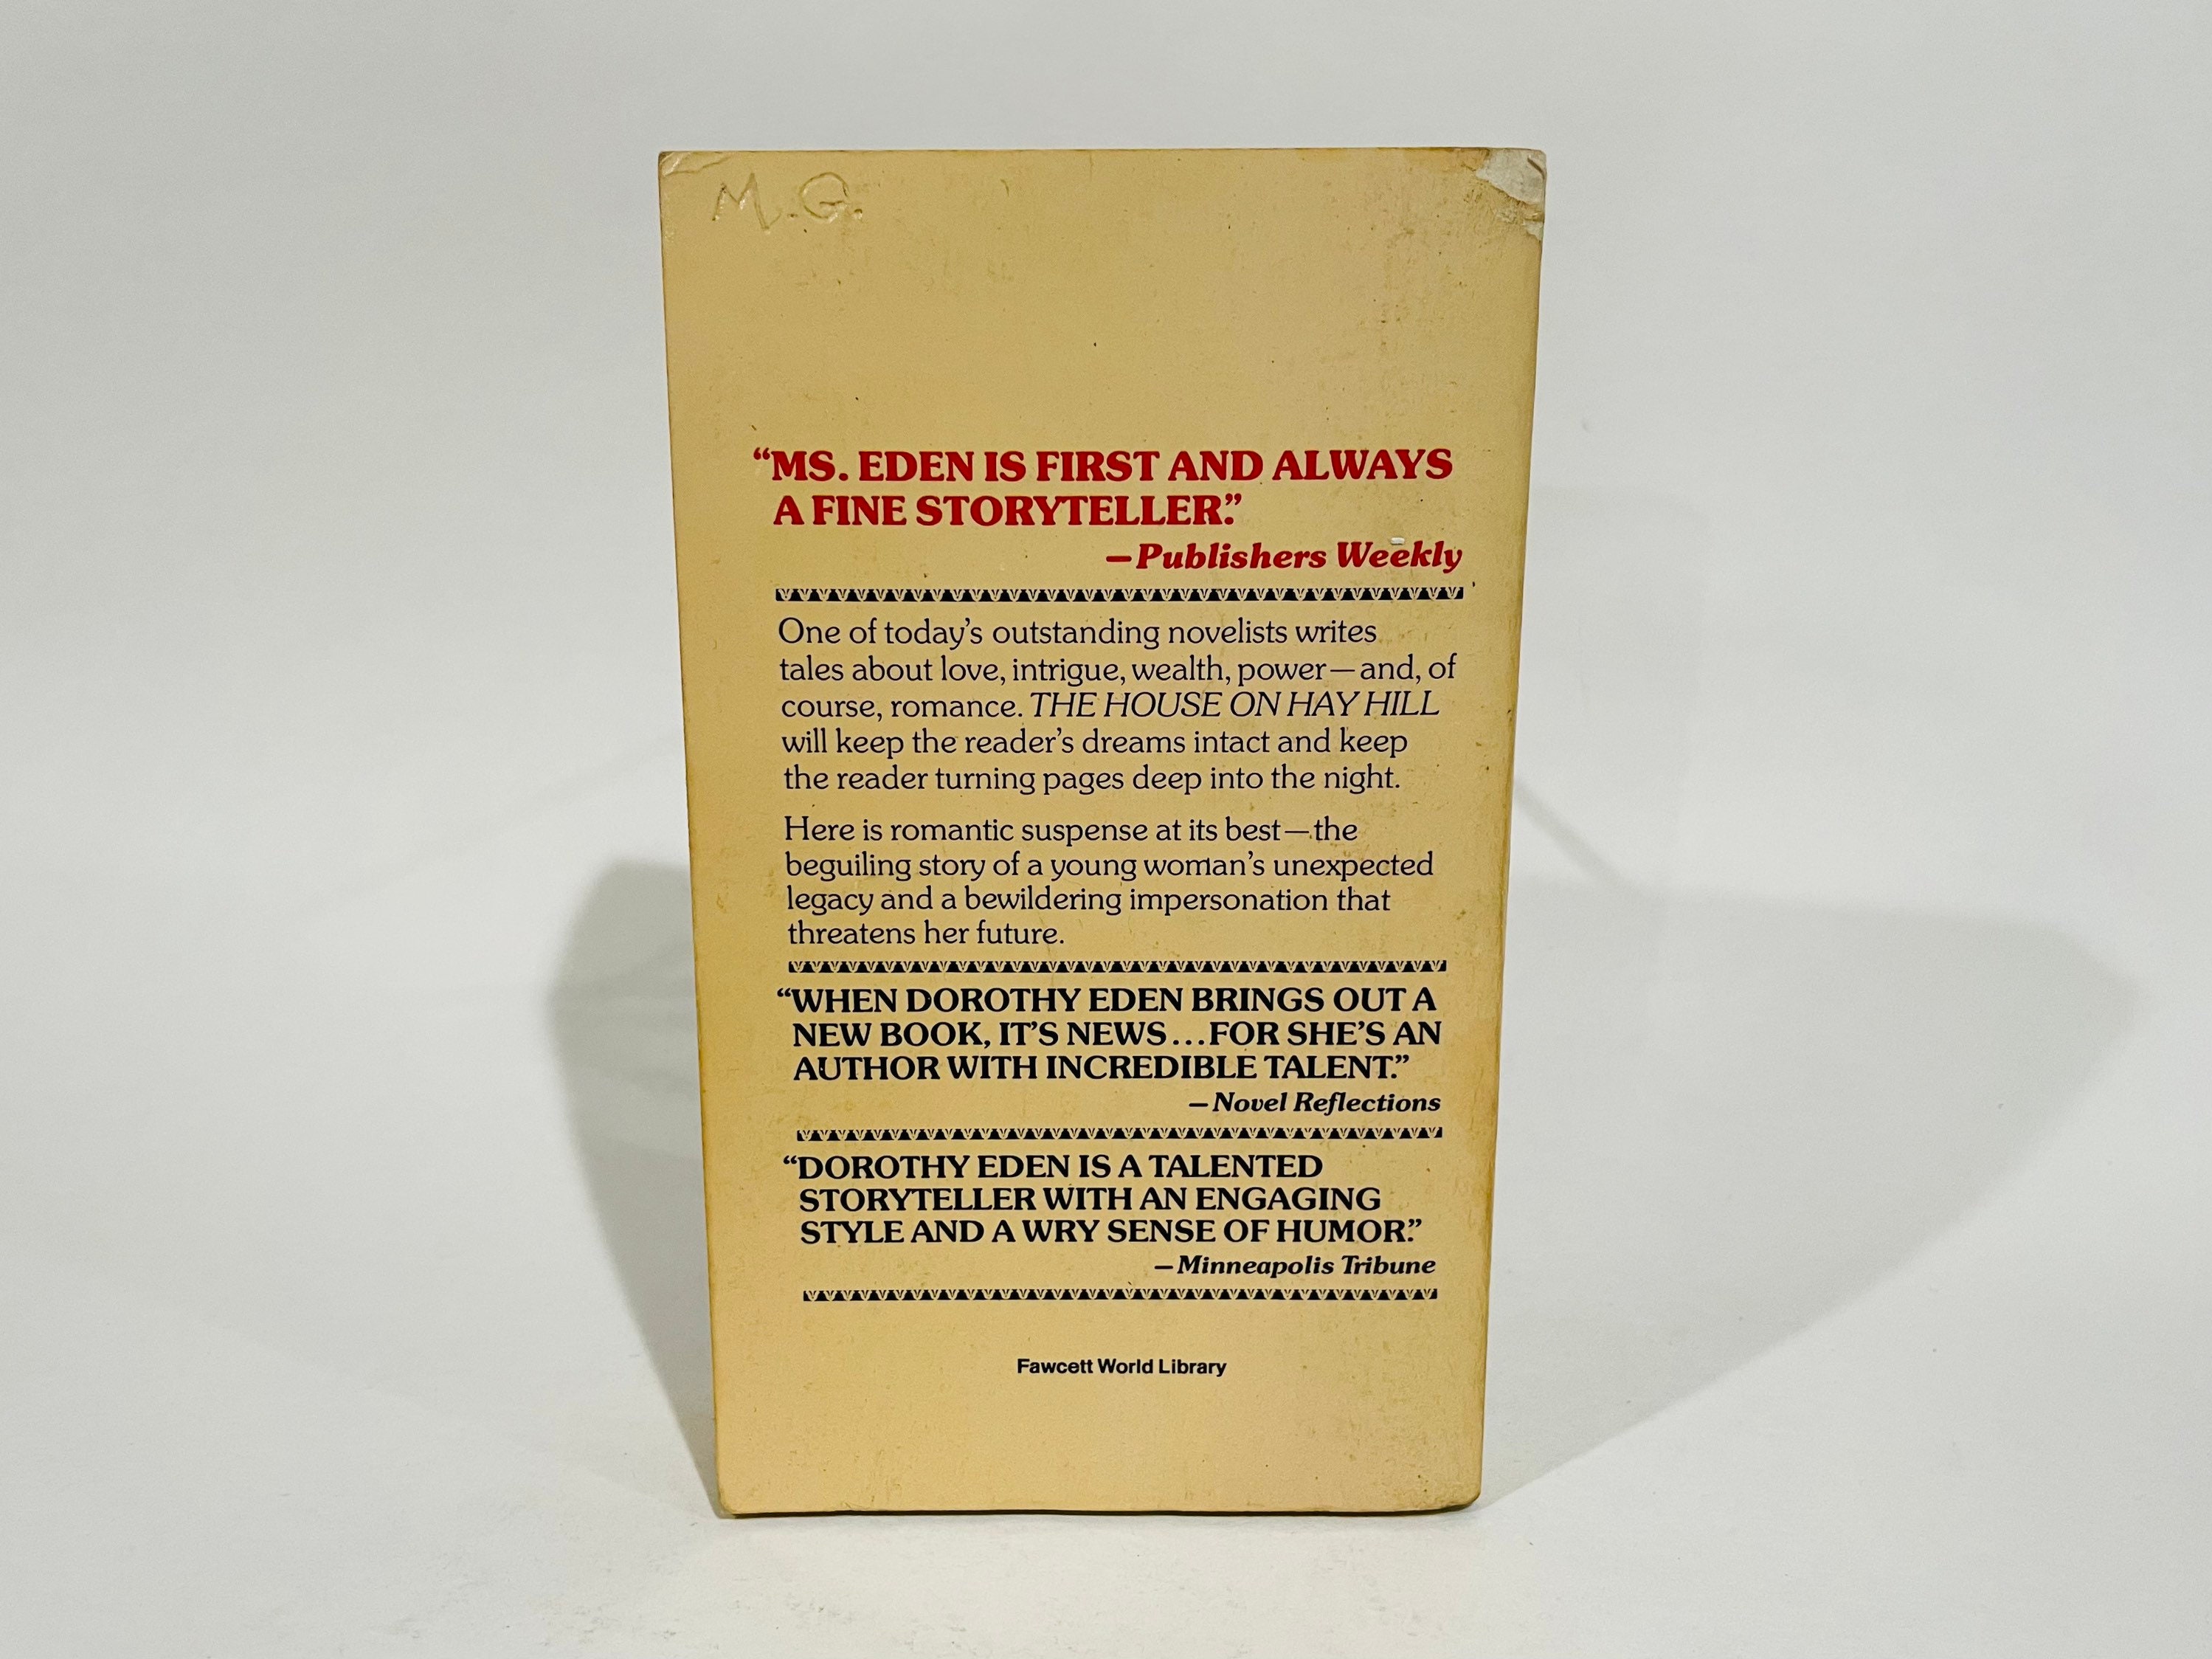 M.G.
“MS. EDEN IS FIRST AND ALWAYS
A FINE STORYTELLER.”
—Publishers Weekly
One of today’s outstanding novelists writes
tales about love, intrigue, wealth, power—and, of
course, romance. THE HOUSE ON HAY HILL
will keep the reader’s dreams intact and keep
the reader turning pages deep into the night.
Here is romantic suspense at its best—the
beguiling story of a young woman’s unexpected
legacy and a bewildering impersonation that
threatens her future.
“WHEN DOROTHY EDEN BRINGS OUT A
NEW BOOK, IT’S NEWS...FOR SHE’S AN
AUTHOR WITH INCREDIBLE TALENT.”
—Novel Reflections
“DOROTHY EDEN IS A TALENTED
STORYTELLER WITH AN ENGAGING
STYLE AND A WRY SENSE OF HUMOR.”
—Minneapolis Tribune
Fawcett World Library